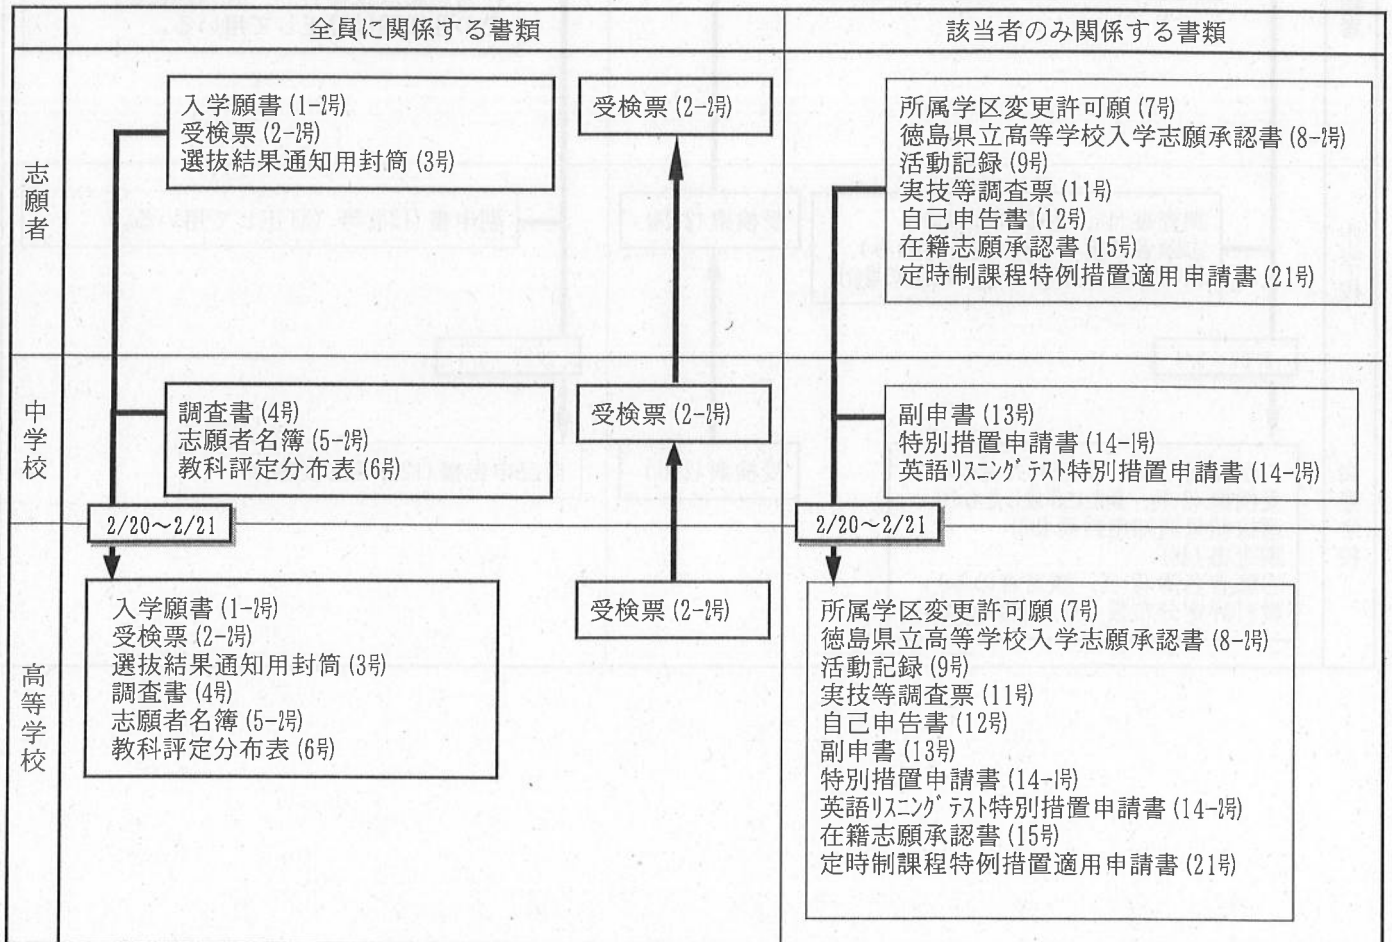 全員に関係する書類
該当者のみ関係する書類
志願者
入学願書(1-2号)
受検票(2-2号)
選抜結果通知用封筒(3号)
受検票(2-2号)
所属学区変更許可願(7号)
徳島県立高等学校入学志願承認書(8-2号)
活動記録(9号)
実技等調査票(11号)
自己申告書(12号)
在籍志願承認書(15号)
定時制課程特例措置適用申請書(21号)
中学校
調査書(4号)
志願者名簿(5-2号)
教科評定分布表(6号)
受検票(2-2号)
副申書(13号)
特別措置申請書(14-1号)
英語ﾘｽﾆﾝｸﾞﾃｽﾄ特別措置申請書(14-2号)
2/20～2/21
2/20～2/21
高等学校
入学願書(1-2号)
受検票(2-2号)
選抜結果通知用封筒(3号)
調査書(4号)
志願者名簿(5-2号)
教科評定分布表(6号)
受検票(2-2号)
所属学区変更許可願(7号)
徳島県立高等学校入学志願承認書(8-2号)
活動記録(9号)
実技等調査票(11号)
自己申告書(12号)
副申書(13号)
特別措置申請書(14-1号)
英語ﾘｽﾆﾝｸﾞﾃｽﾄ特別措置申請書(14-2号)
在籍志願承認書(15号)
定時制課程特例措置適用申請書(21号)